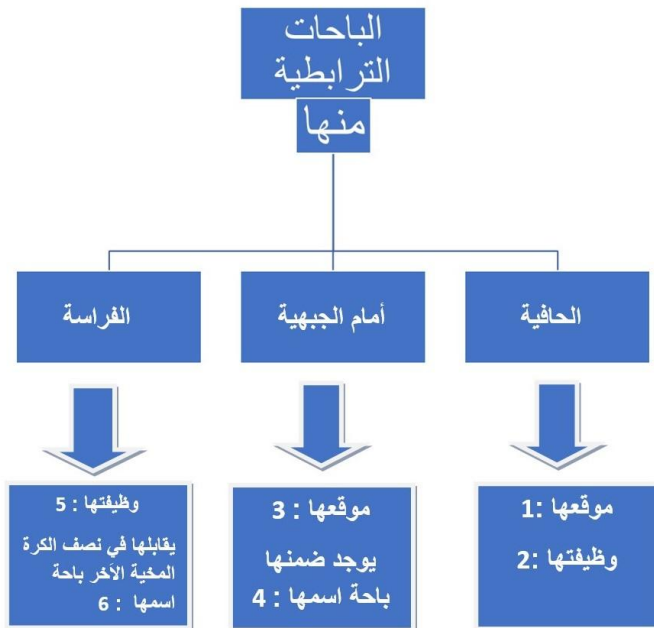 الباحات
الترابطية
منها
الحافية
أمام الجبهية
الفراسة
موقعها :1
وظيفتها :2
موقعها : 3
يوجد ضمنها
باحة اسمها : 4
وظيفتها : 5
يقابلها في نصف الكرة
المخية الآخر باحة
اسمها : 6